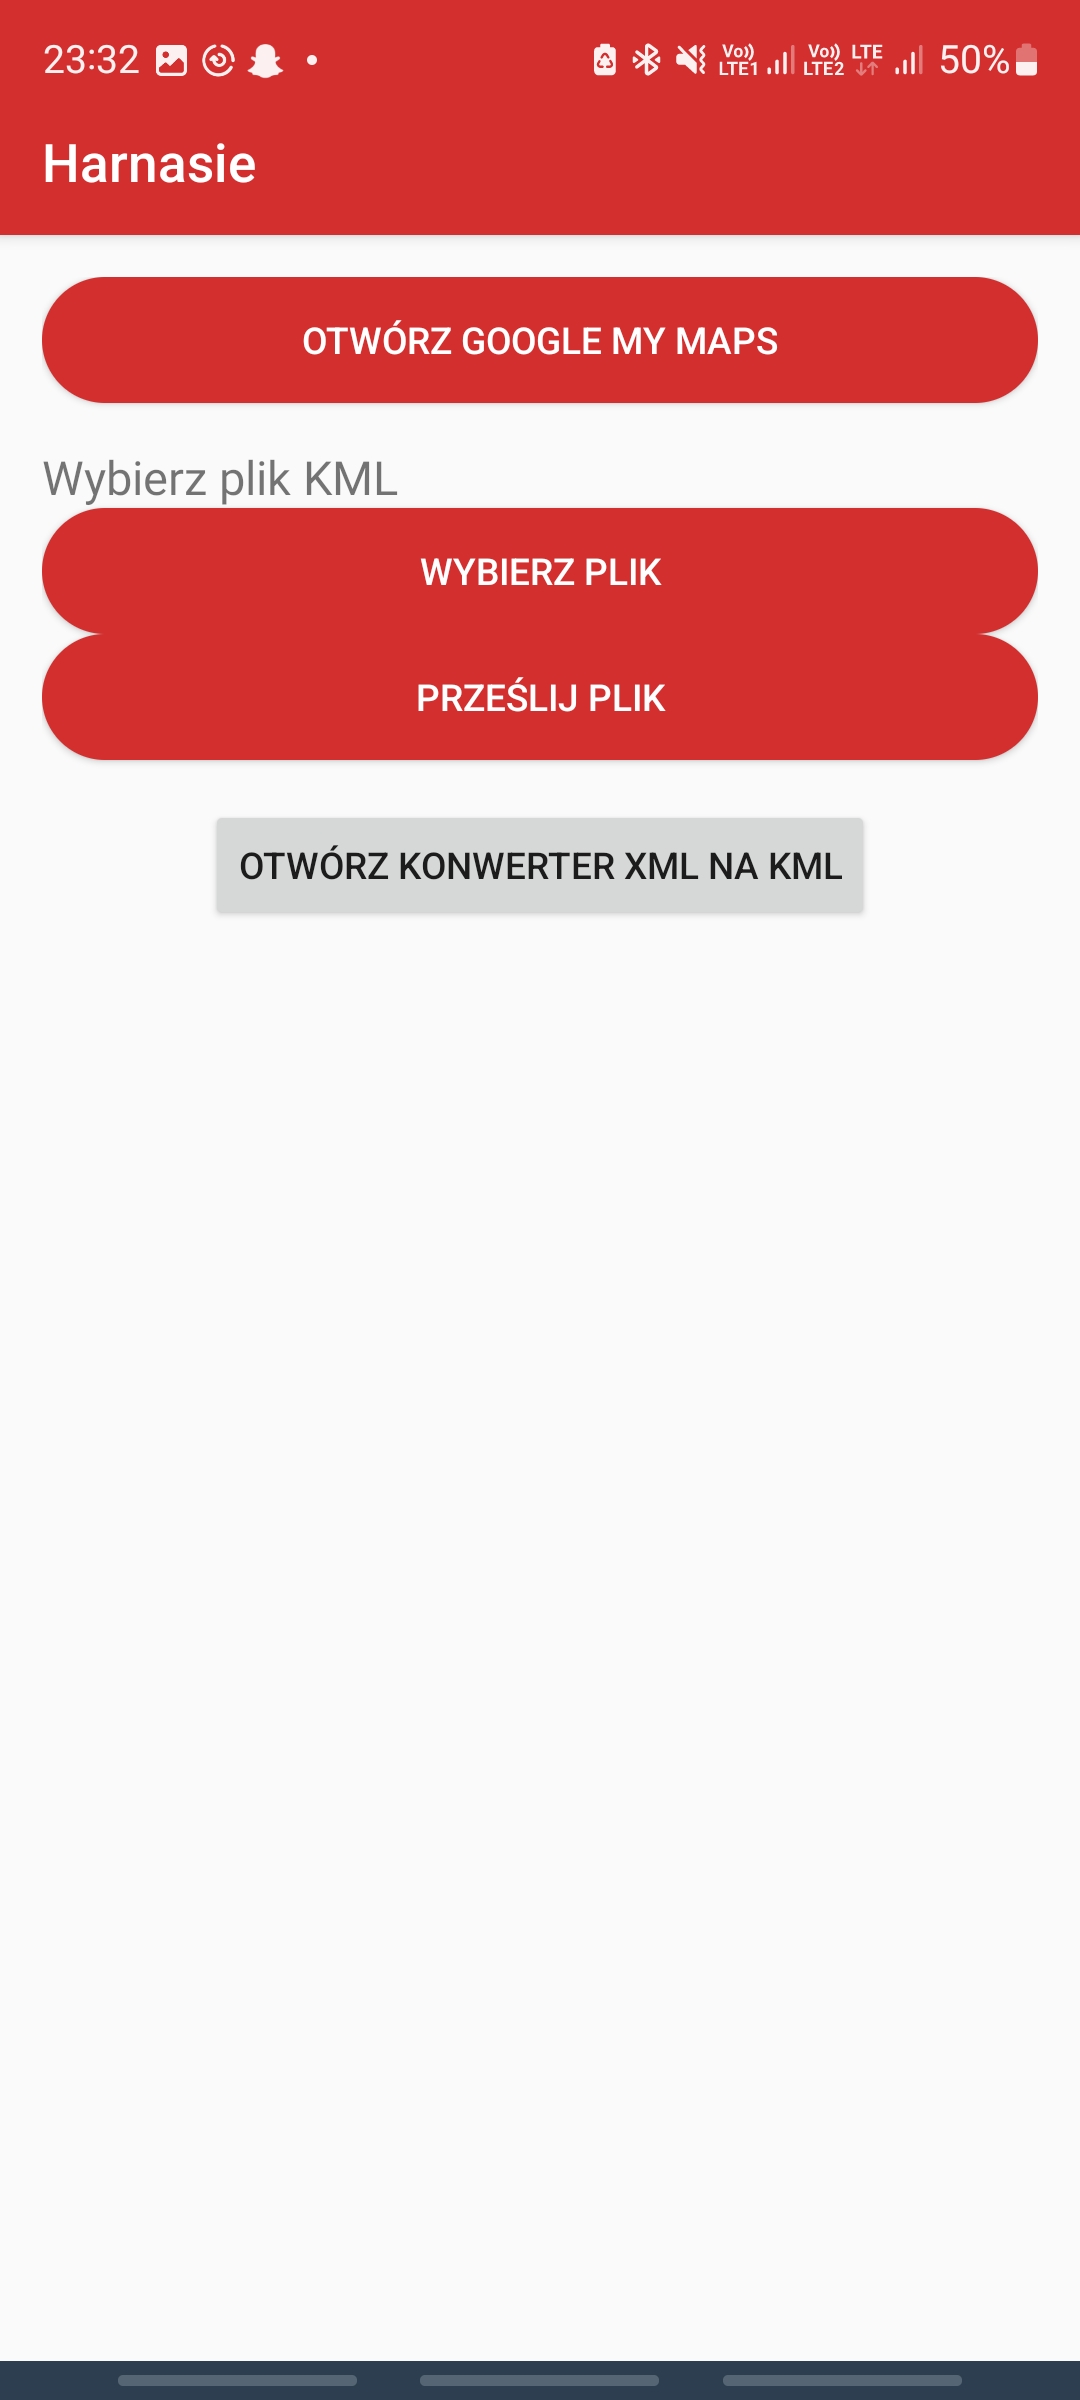 23:32 Vo)) LTE1 Vo)) LTE2 LTE 50%
Harnasie
OTWÓRZ GOOGLE MY MAPS
Wybierz plik KML
WYBIERZ PLIK
PRZEŚLIJ PLIK
OTWÓRZ KONWERTER XML NA KML